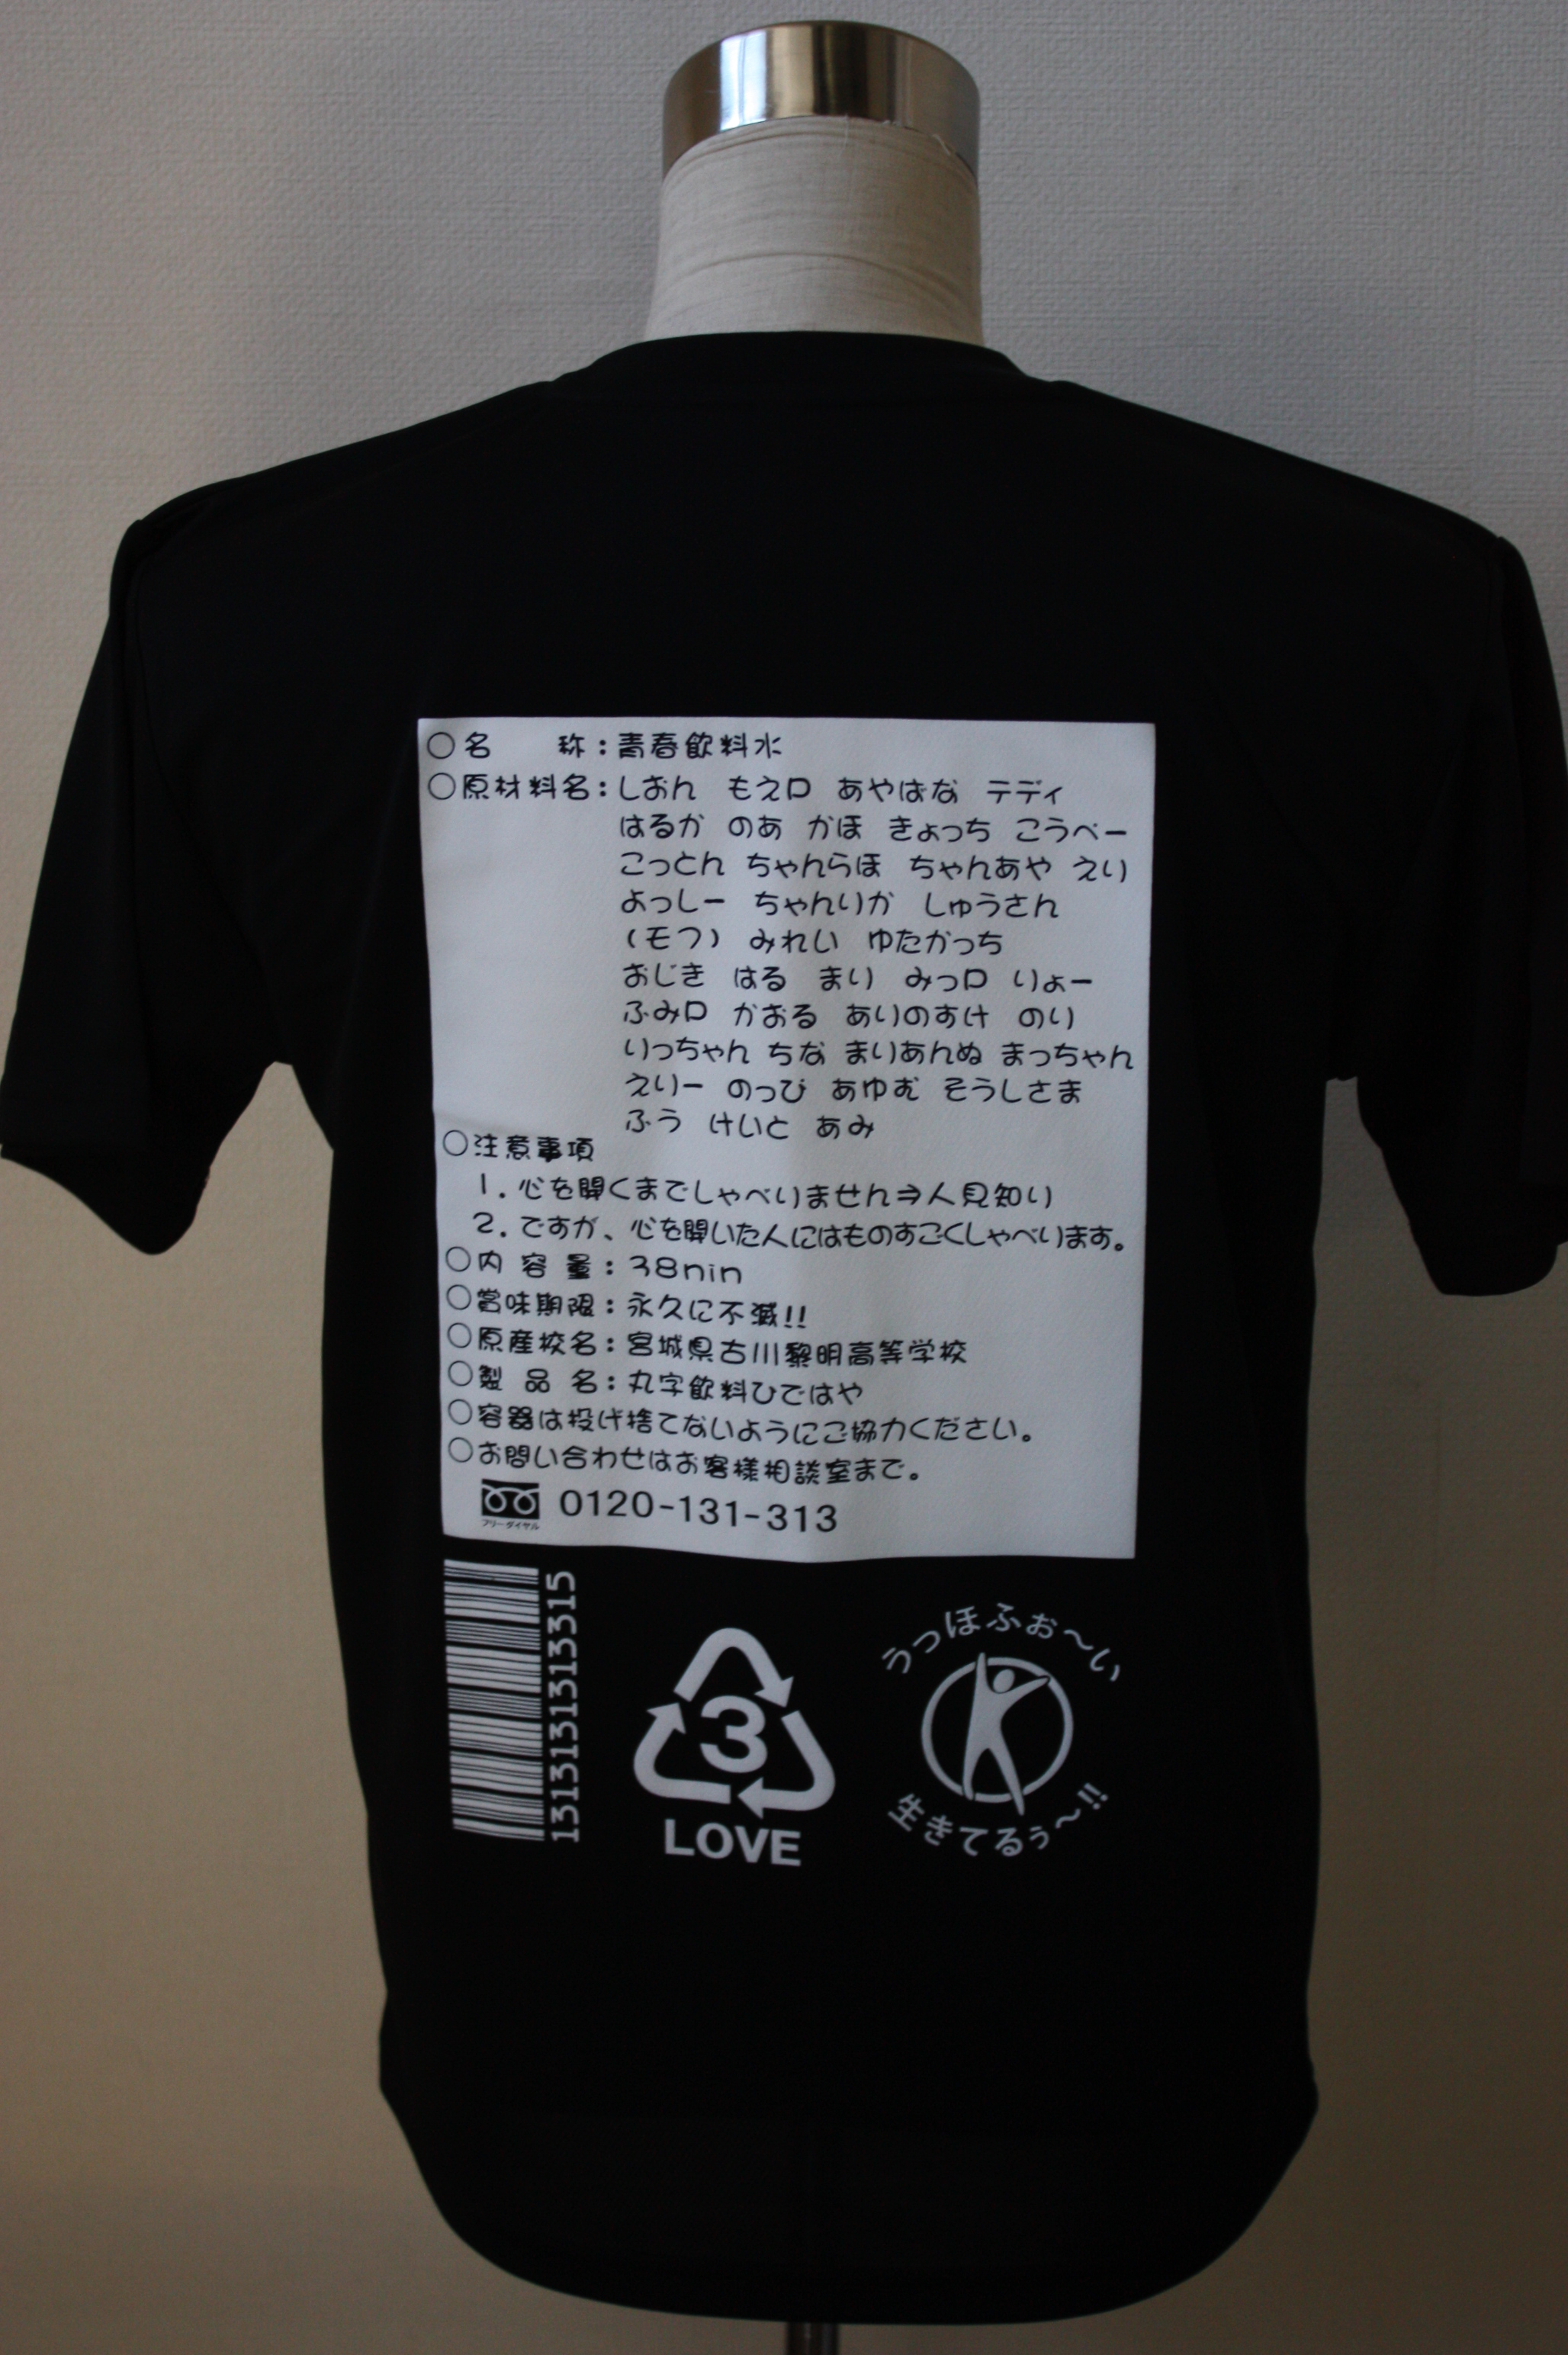 ○名　　称：青春飲料水
○原材料名：しおん もえロ あやはな テディ
はるか のあ かほ きょっち こうべー
こっとん ちゃんらほ ちゃんあや えり
よっしー ちゃんりか しゅうさん
（モフ） みれい ゆたかっち
おじき はる まり みっロ りょー
ふみロ かおる ありのすけ のり
いっちゃん ちな まりあんぬ まっちゃん
えりー のっぴ あゆむ そうしさま
ふう けいと あみ
○注意事項
1. 心を開くまでしゃべりません⇒人見知り
2. ですが、心を開いた人にはものすごくしゃべります。
○内 容 量：38nin
○賞味期限：永久に不滅!!
○原産校名：宮城県古川黎明高等学校
○製 品 名：丸字飲料ひではや
○容器は投げ捨てないようにご協力ください。
○お問い合わせはお客様相談室まで。
フリーダイヤル 0120-131-313
1313131313315
3
LOVE
うっほふぉ～い
生きてるぅ～!!